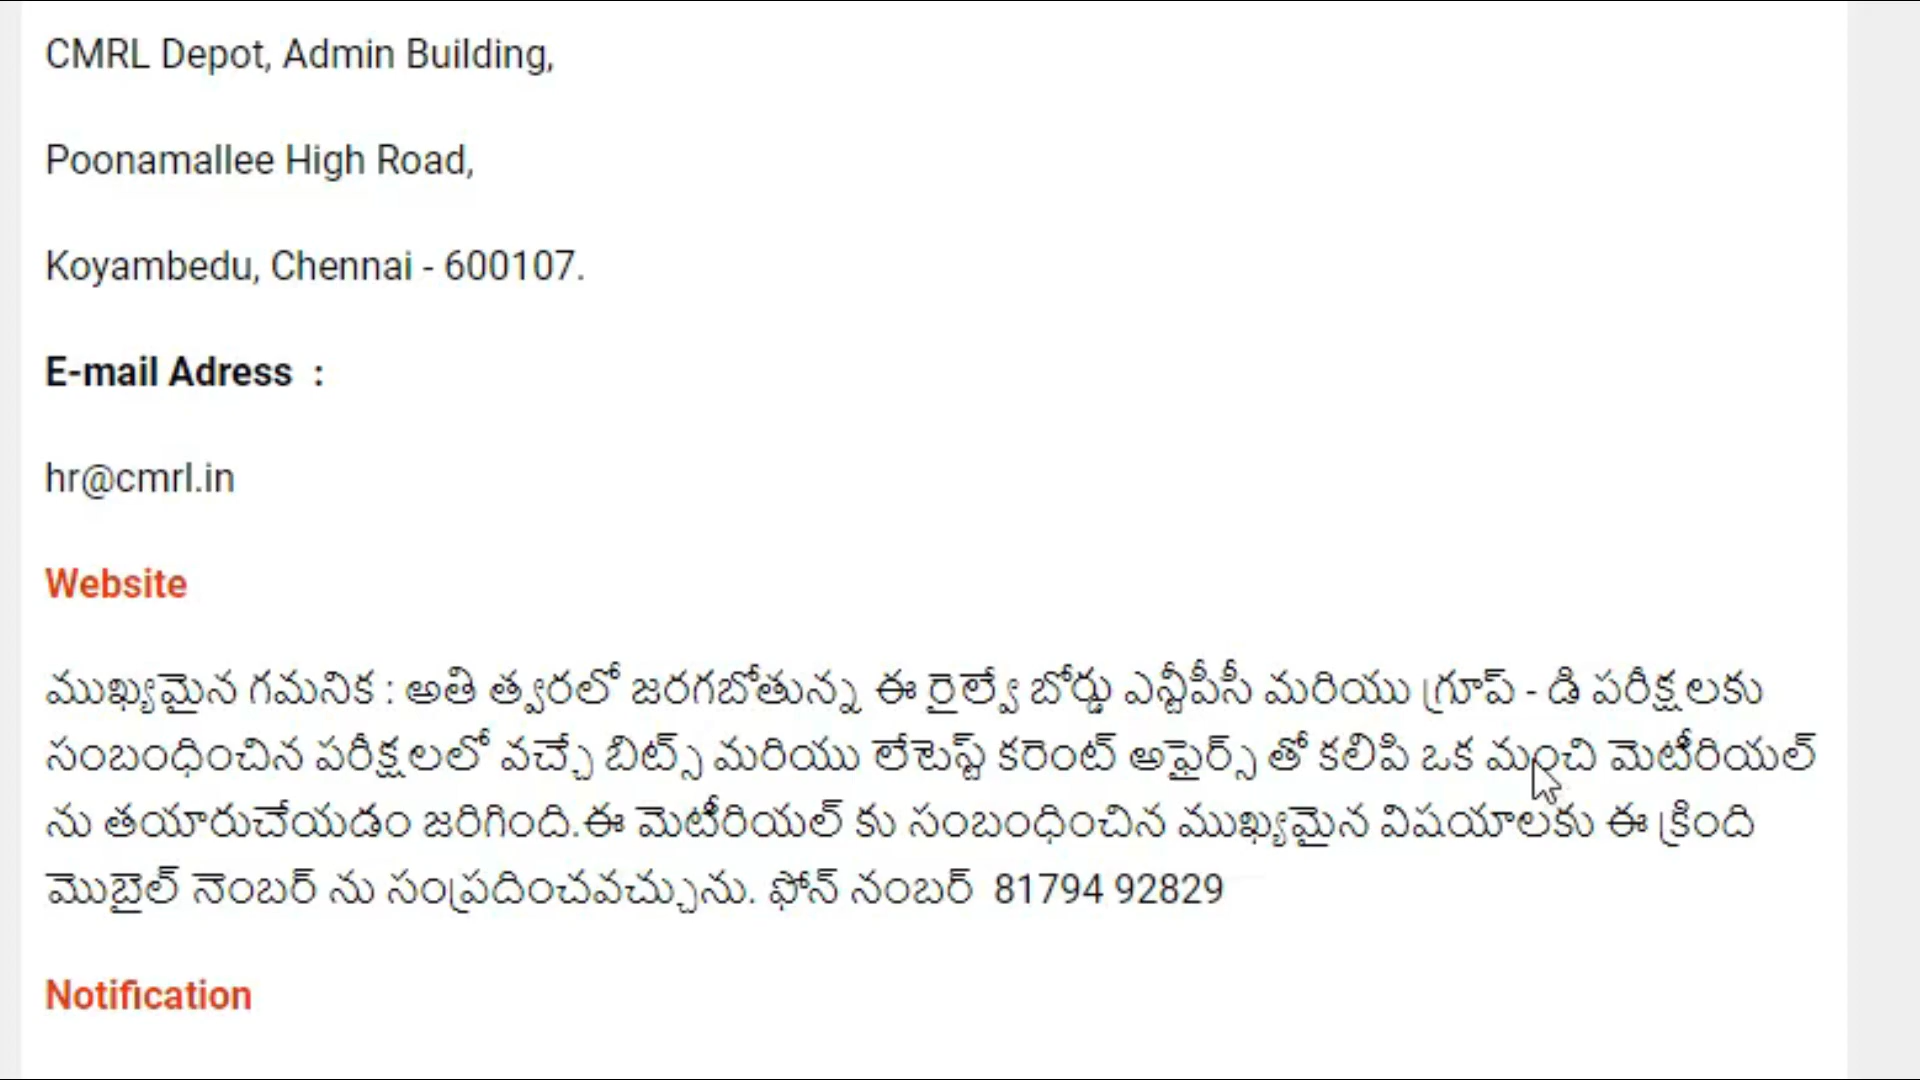 CMRL Depot, Admin Building,
Poonamallee High Road,
Koyambedu, Chennai - 600107.
E-mail Adress  :
hr@cmrl.in
Website
ముఖ్యమైన గమనిక : అతి త్వరలో జరగబోతున్న ఈ రైల్వే బోర్డు ఎన్టీపీసీ మరియు గ్రూప్ - డి పరీక్షలకు
సంబంధించిన పరీక్షలలో వచ్చే బిట్స్ మరియు లేటెస్ట్ కరెంట్ అఫైర్స్ తో కలిపి ఒక మంచి మెటీరియల్
ను తయారుచేయడం జరిగింది.ఈ మెటీరియల్ కు సంబంధించిన ముఖ్యమైన విషయాలకు ఈ క్రింది
మొబైల్ నెంబర్ ను సంప్రదించవచ్చును. ఫోన్ నంబర్  81794 92829
Notification